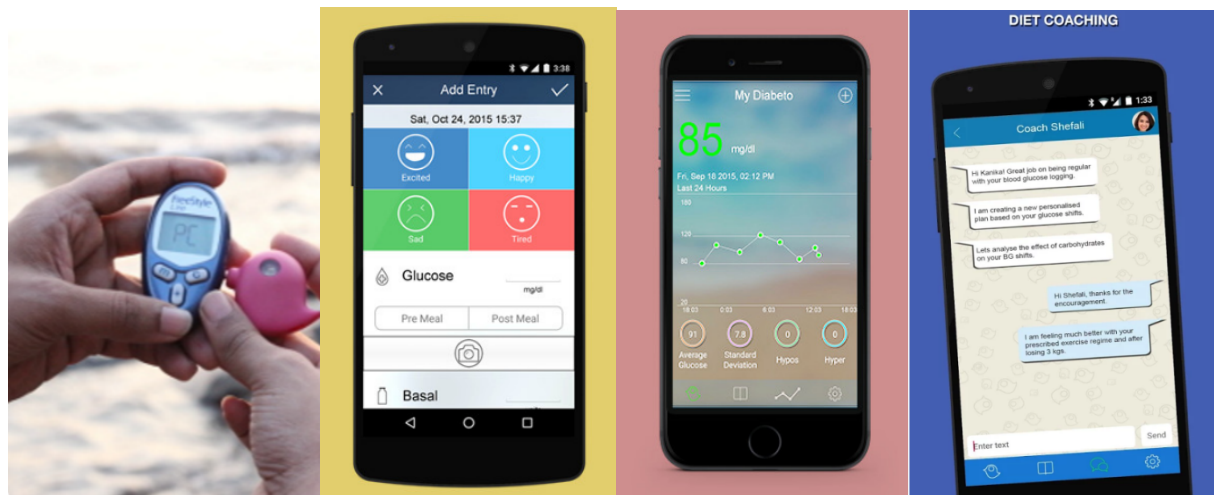 FreeStyle
PC
3:38
Add Entry
Sat, Oct 24, 2015 15:37
Excited
Happy
Sad
Tired
Glucose
mg/dl
Pre Meal
Post Meal
Basal
My Diabeto
85 mg/dl
Fri, Sep 18 2015, 02:12 PM
Last 24 Hours
160
120
80
20
18:03 0:03 6:03 12:03 18:03
91
7.8
0
0
Average
Glucose
Standard
Deviation
Hypos
Hyper
DIET COACHING
1:33
Coach Shefali
Hi Kanika! Great job on being regular
with your blood glucose logging.
I am creating a new personalised
plan based on your glucose shifts.
Lets analyse the effect of carbohydrates
on your BG shifts.
Hi Shefali, thanks for the
encouragement.
I am feeling much better with your
prescribed exercise regime and after
losing 3 kgs.
Enter text
Send